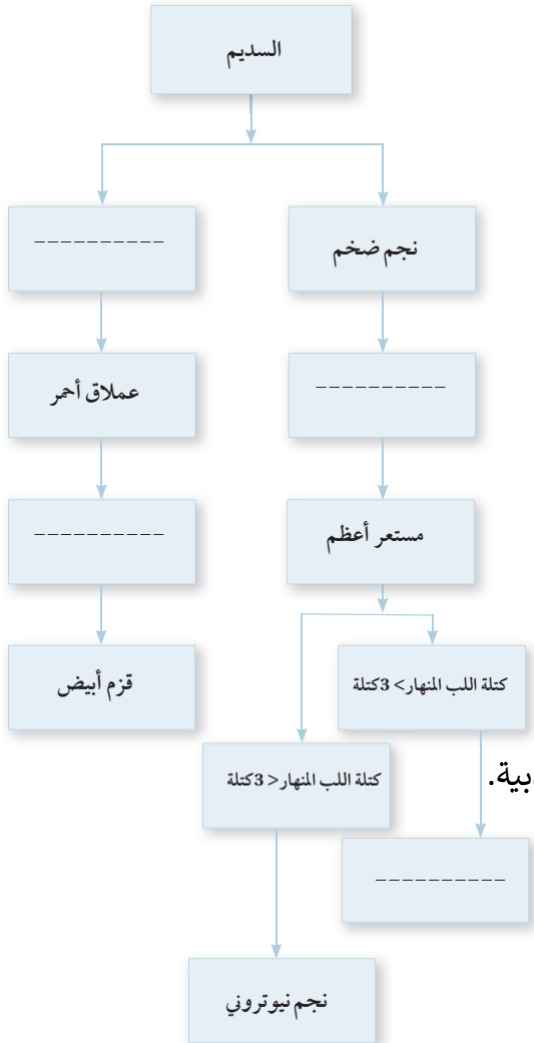 السديم
نجم ضخم
----------
----------
عملاق أحمر
----------
مستعر أعظم
قزم أبيض
كتلة اللب المنهار> 3كتلة
كتلة اللب المنهار< 3كتلة
بية.
----------
نجم نيوتروني